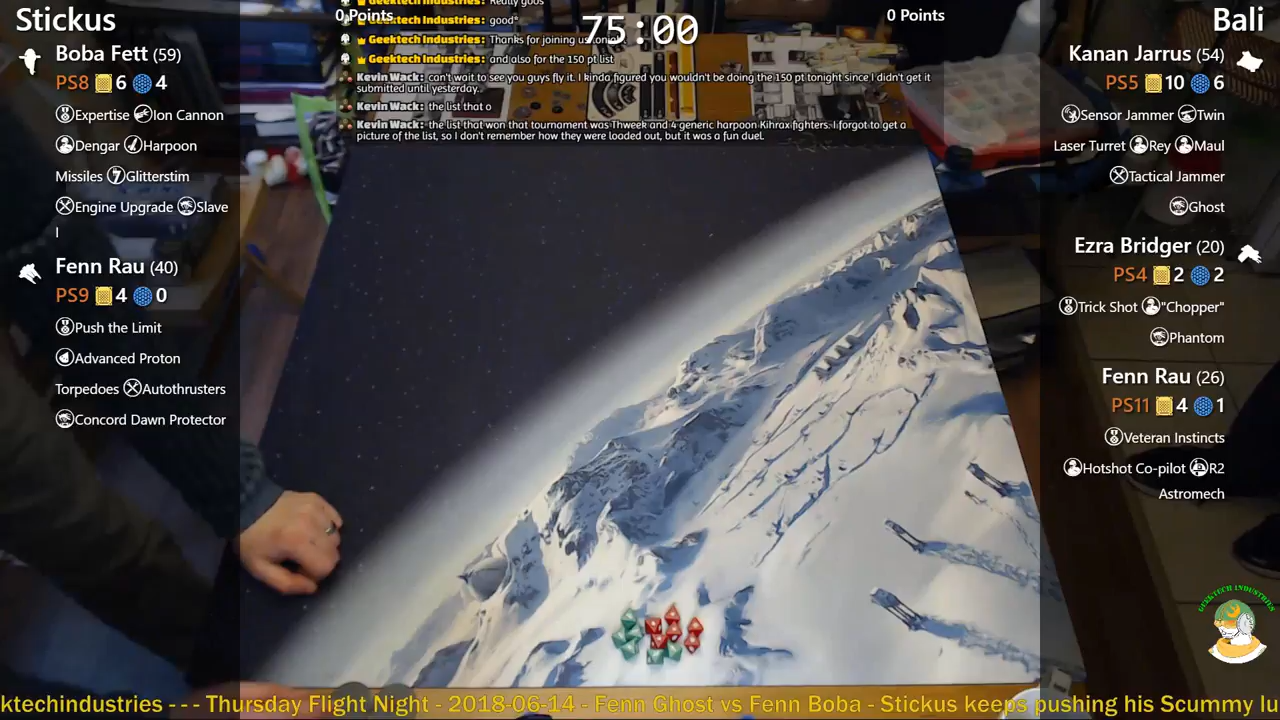 Stickus
Boba Fett (59)
PS8 6 4
Expertise Ion Cannon
Dengar Harpoon
Missiles Glitterstim
Engine Upgrade Slave
I
Fenn Rau (40)
PS9 4 0
Push the Limit
Advanced Proton
Torpedoes Autothrusters
Concord Dawn Protector
0 Points
75:00
0 Points
Geektech Industries: Really goos
Geektech Industries: good*
Geektech Industries: Thanks for joining us
Geektech Industries: and also for the 150 pt list
Kevin Wack: can't wait to see you guys fly it. I kinda figured you wouldn't be doing the 150 pt tonight since I didn't get it
submitted until yesterday.
Kevin Wack: the list that o
Kevin Wack: the list that won that tournament was Thweek and 4 generic harpoon Kihrax fighters. I forgot to get a
picture of the list, so I don't remember how they were loaded out, but it was a fun duel.
Bali
Kanan Jarrus (54)
PS5 10 6
Sensor Jammer Twin
Laser Turret Rey Maul
Tactical Jammer
Ghost
Ezra Bridger (20)
PS4 2 2
Trick Shot "Chopper"
Phantom
Fenn Rau (26)
PS11 4 1
Veteran Instincts
Hotshot Co-pilot R2
Astromech
GEEKTECH INDUSTRIES
ktechindustries - - - Thursday Flight Night - 2018-06-14 - Fenn Ghost vs Fenn Boba - Stickus keeps pushing his Scummy lu